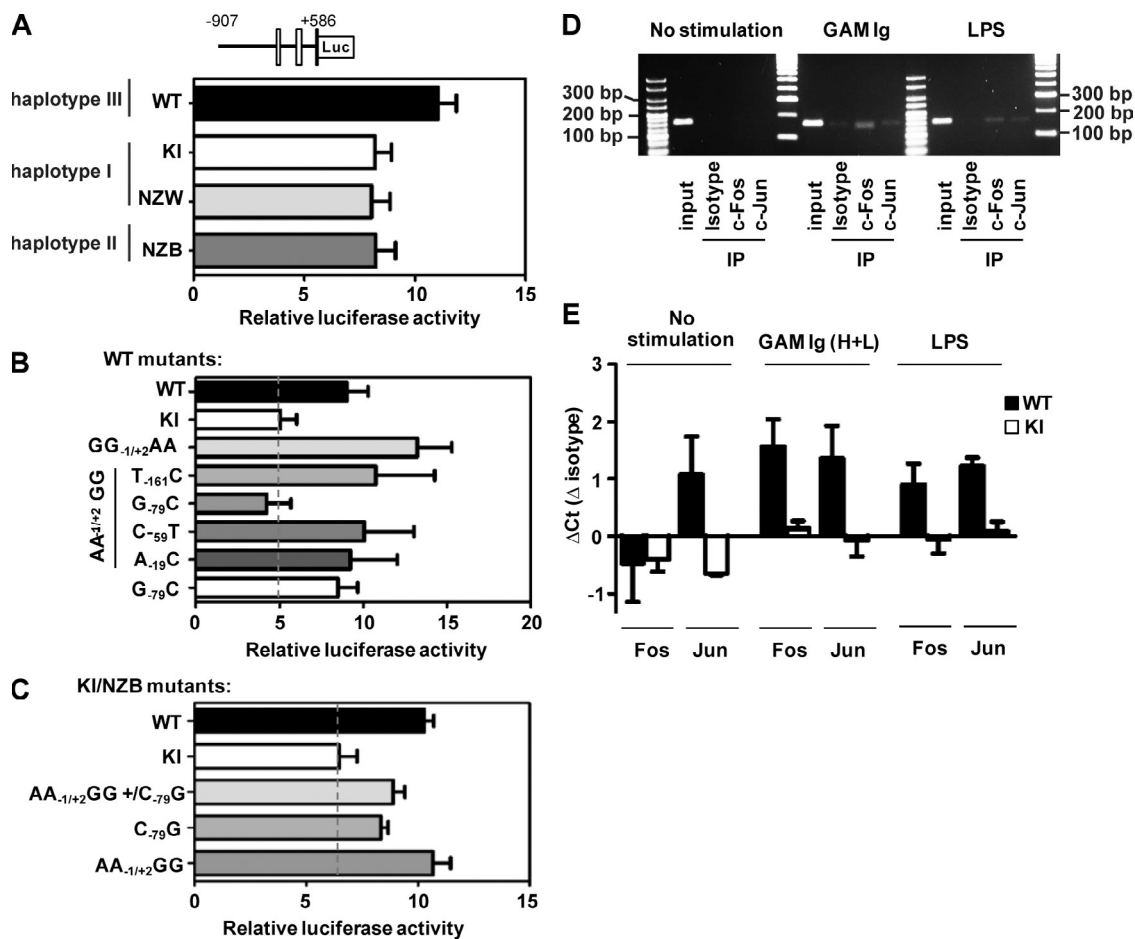 A
-907 +586
Luc
haplotype III
WT
haplotype I
KI
NZW
haplotype II
NZB
0 5 10 15
Relative luciferase activity
B
WT mutants:
WT
KI
GG-1/+2AA
AA-1/+2 GG
T-161C
G-79C
C-59T
A-19C
G-79C
0 5 10 15 20
Relative luciferase activity
C
KI/NZB mutants:
WT
KI
AA-1/+2GG +/C-79G
C-79G
AA-1/+2GG
0 5 10 15
Relative luciferase activity
D
No stimulation GAM Ig LPS
300 bp
200 bp
100 bp
300 bp
200 bp
100 bp
input Isotype c-Fos c-Jun
IP
input Isotype c-Fos c-Jun
IP
input Isotype c-Fos c-Jun
IP
E
No stimulation
GAM Ig (H+L)
LPS
3
2
1
0
-1
ΔCt (Δ isotype)
WT
KI
Fos Jun Fos Jun Fos Jun